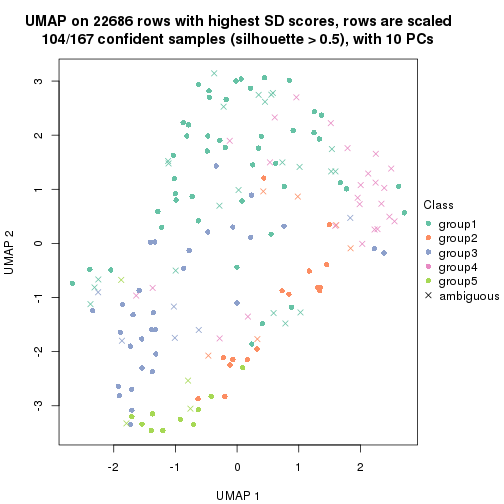 UMAP on 22686 rows with highest SD scores, rows are scaled
104/167 confident samples (silhouette > 0.5), with 10 PCs
3
2
1
0
-1
-2
-3
UMAP 2
-2
-1
0
1
2
UMAP 1
Class
group1
group2
group3
group4
group5
ambiguous